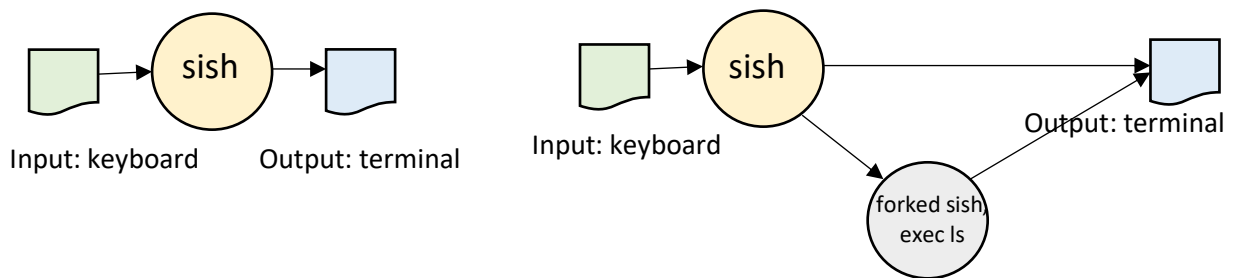 sish
Input: keyboard
Output: terminal
sish
Input: keyboard
Output: terminal
forked sish,
exec ls